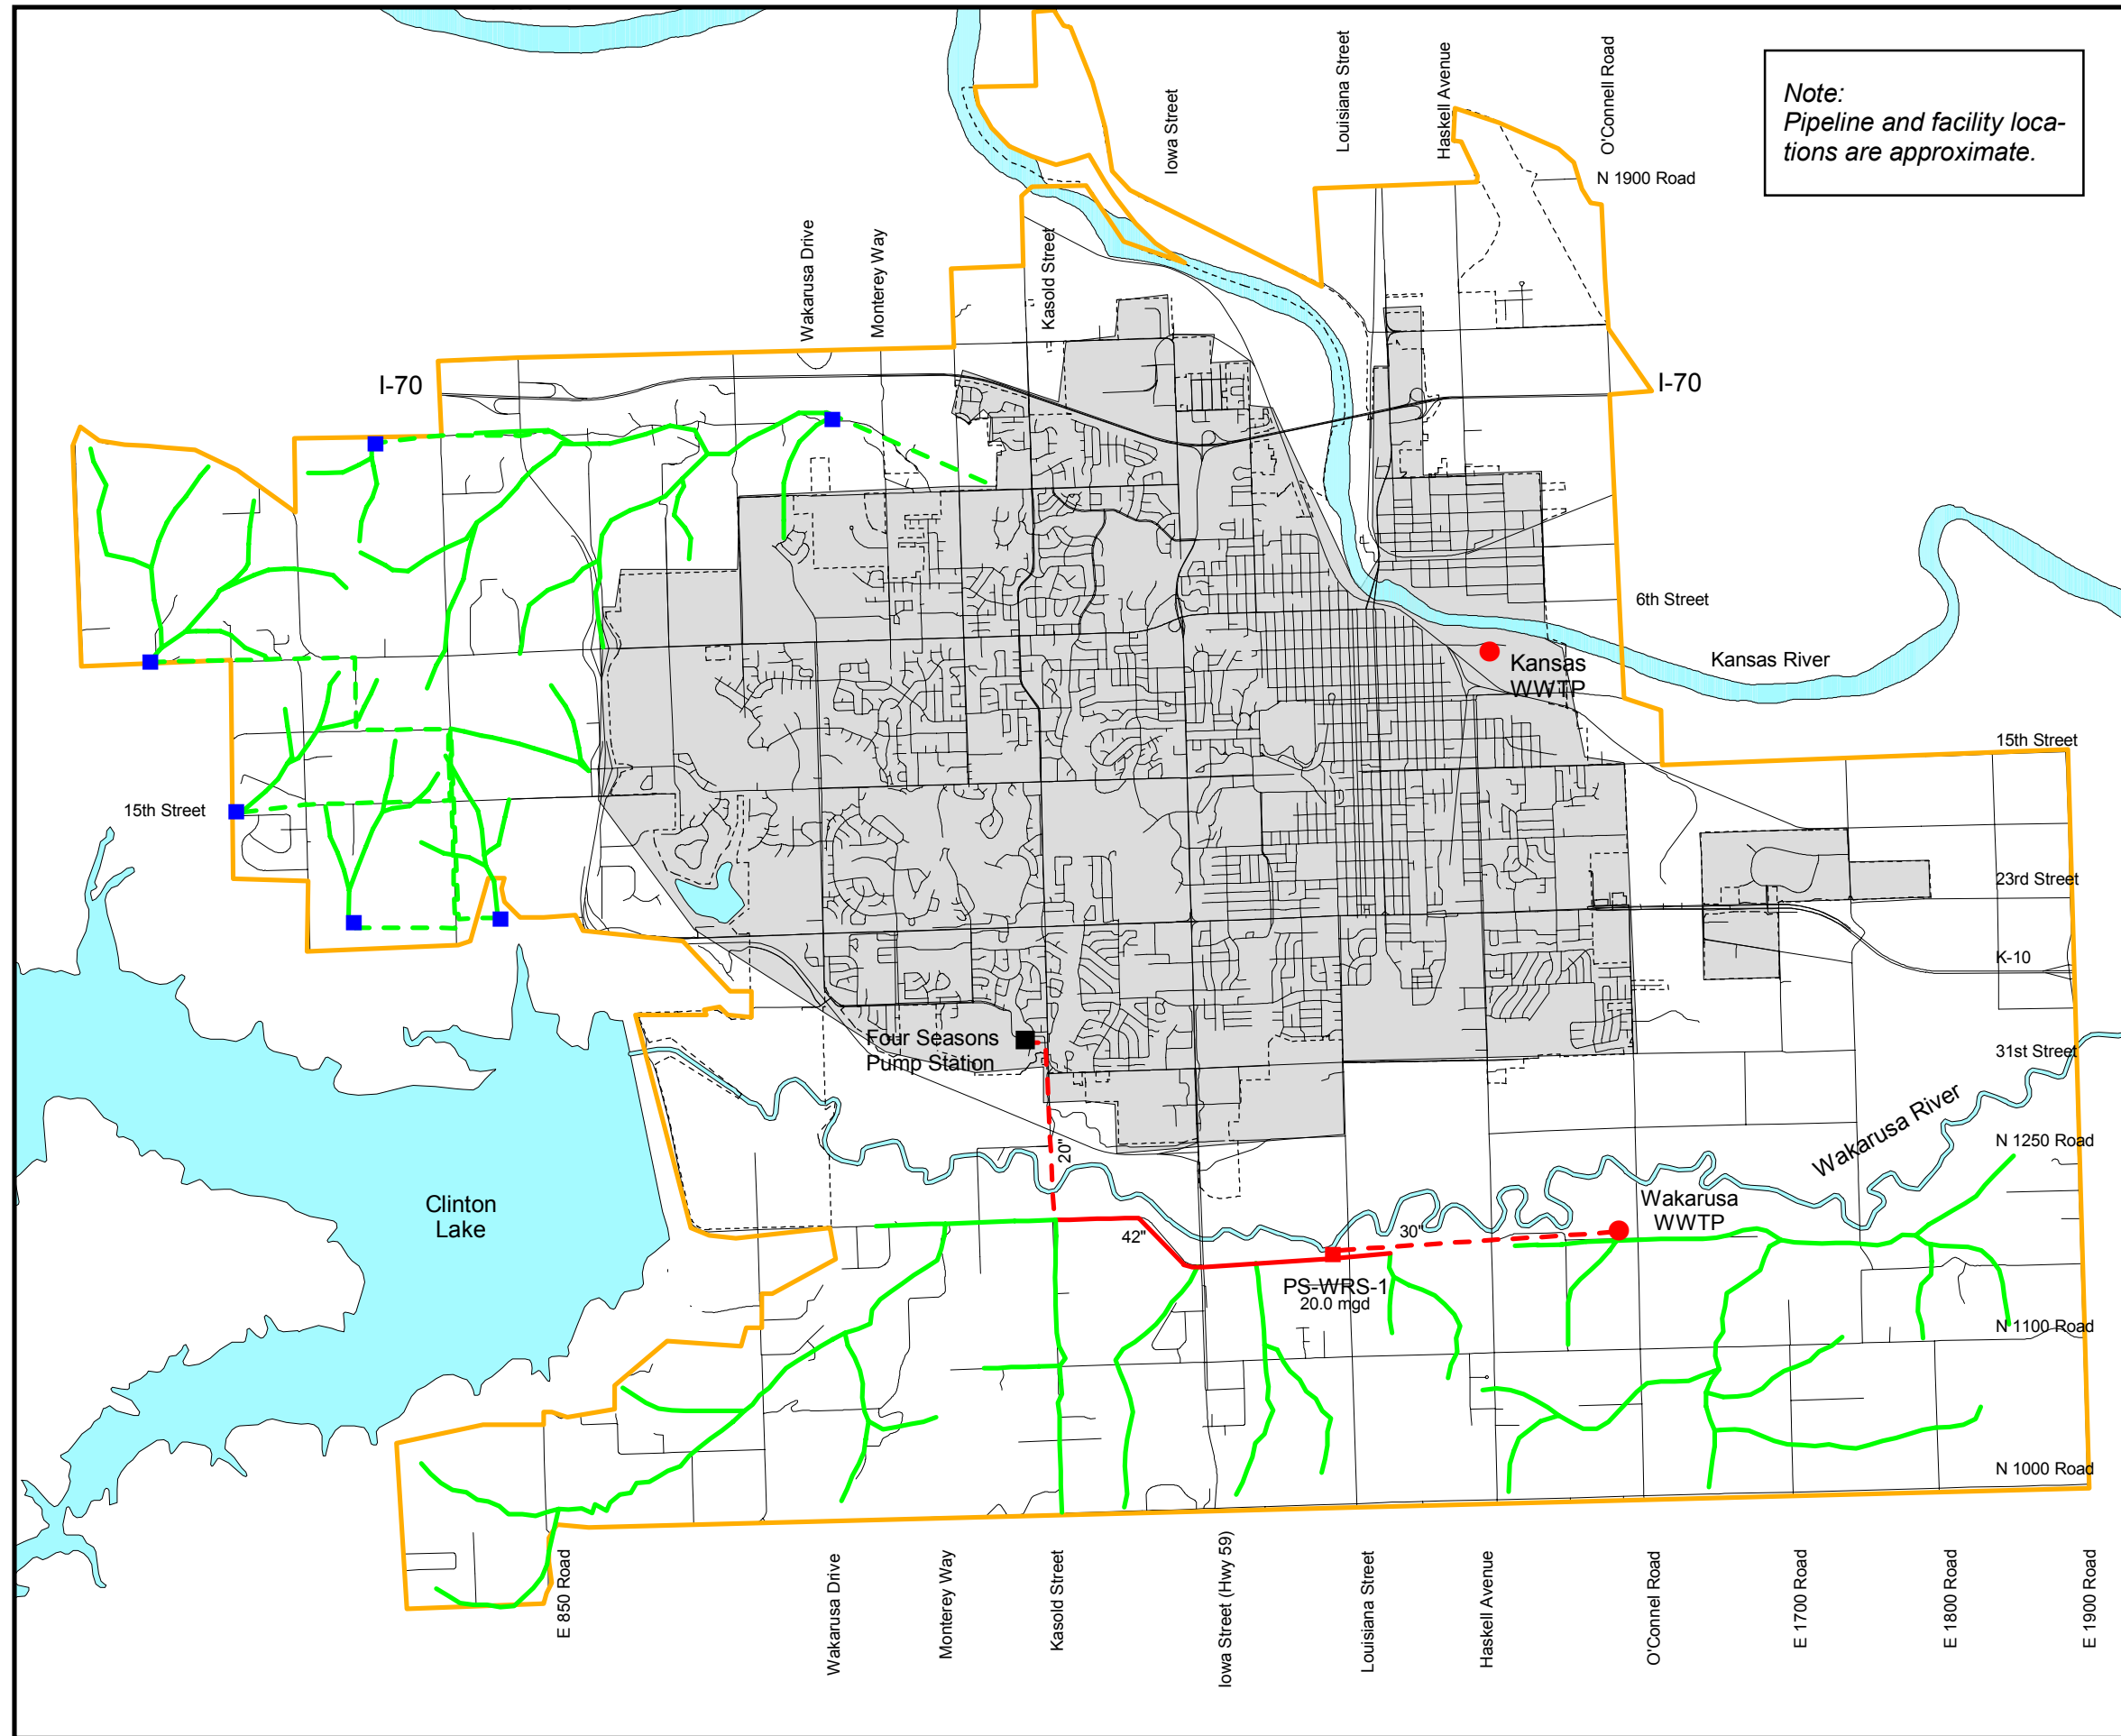 Note:
Pipeline and facility loca-
tions are approximate.
Iowa Street
Louisiana Street
Haskell Avenue
O'Connell Road
N 1900 Road
Wakarusa Drive
Monterey Way
Kasold Street
I-70
I-70
6th Street
Kansas River
Kansas
WWTP
15th Street
15th Street
23rd Street
K-10
31st Street
Four Seasons
Pump Station
Wakarusa River
N 1250 Road
20"
Clinton
Lake
Wakarusa
WWTP
42"
30"
PS-WRS-1
20.0 mgd
N 1100 Road
N 1000 Road
E 850 Road
Wakarusa Drive
Monterey Way
Kasold Street
Iowa Street (Hwy 59)
Louisiana Street
Haskell Avenue
O'Connel Road
E 1700 Road
E 1800 Road
E 1900 Road